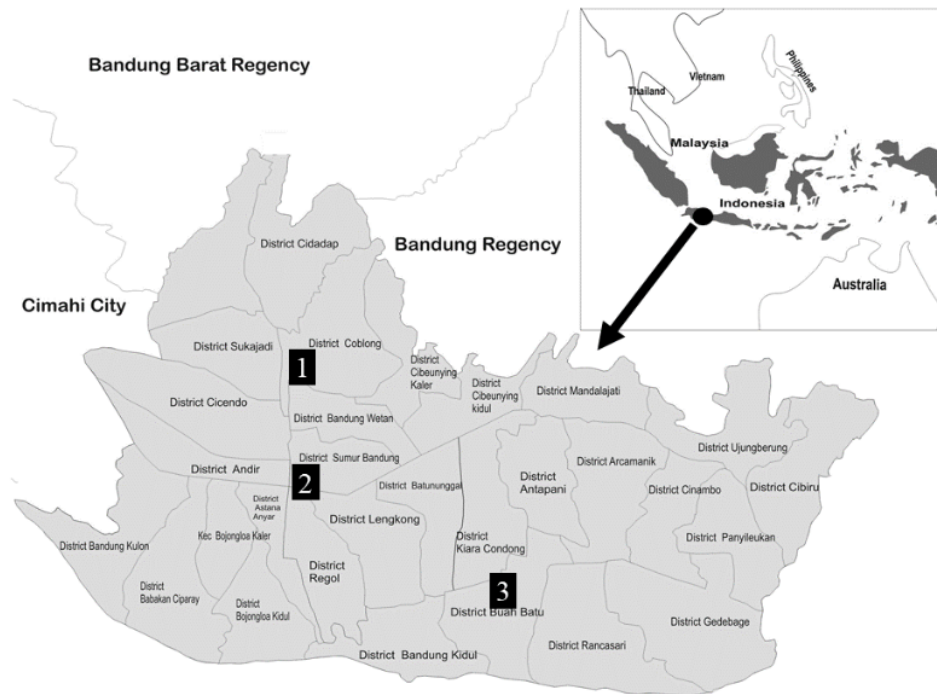 Bandung Barat Regency
Philippines
Vietnam
Thailand
Malaysia
Indonesia
Australia
District Cidadap
Bandung Regency
Cimahi City
District Sukajadi
District Coblong
1
District
Cibeunying
Kaler
District
Cibeunying
kidul
District Mandalajati
District Cicendo
District Bandung Wetan
District Ujungberung
District Sumur Bandung
District Arcamanik
District Andir
2
District Batununggal
District
Antapani
District Cinambo
District Cibiru
District
Astana
Anyar
District Lengkong
Kec Bojongloa Kaler
District Bandung Kulon
District
Kiara Condong
District Panyileukan
District
Regol
District
Babakan Ciparay
3
District
Bojongloa Kidul
District Buah Batu
District Gedebage
District Rancasari
District Bandung Kidul